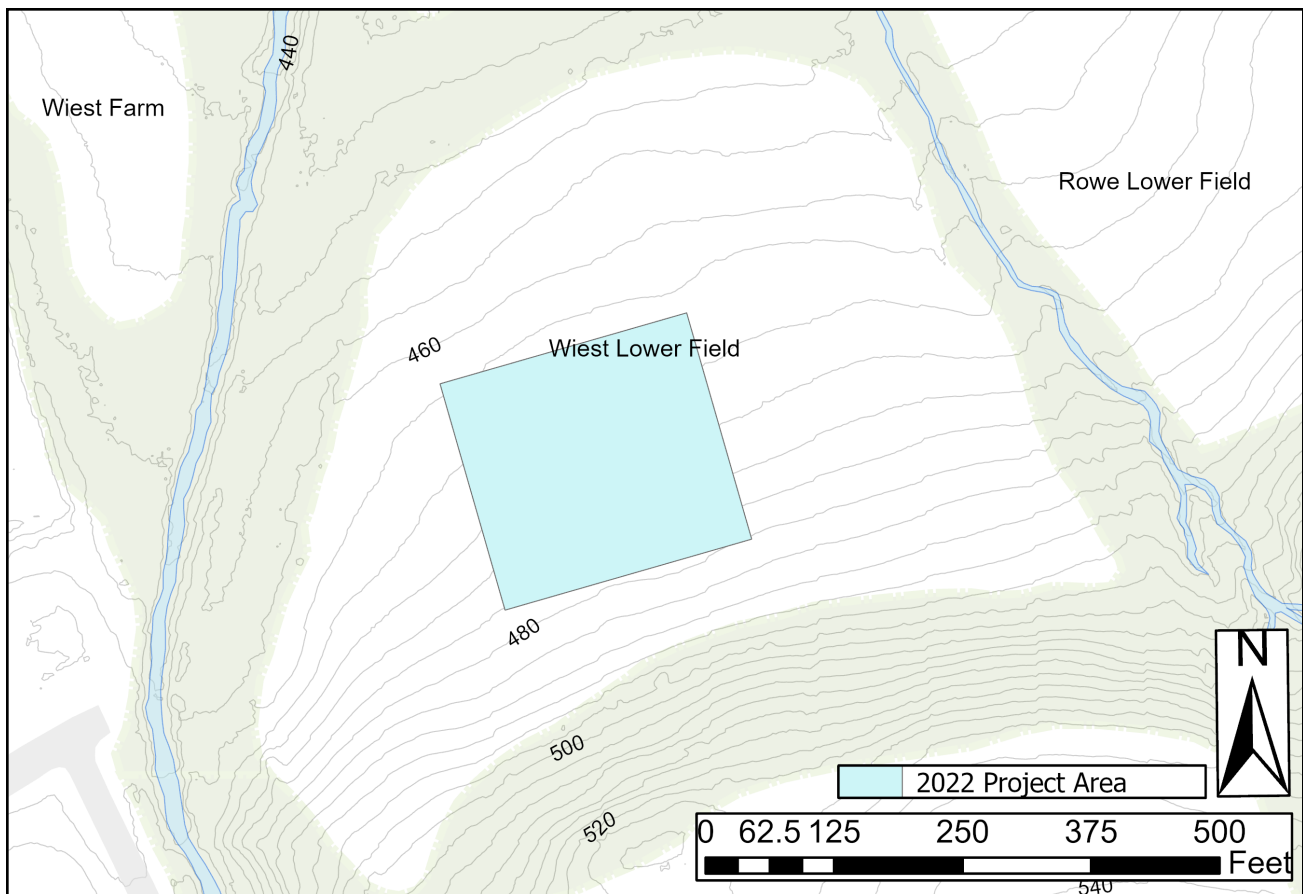 440
Wiest Farm
Rowe Lower Field
460
Wiest Lower Field
480
N
500
2022 Project Area
520
0 62.5 125 250 375 500
Feet
540